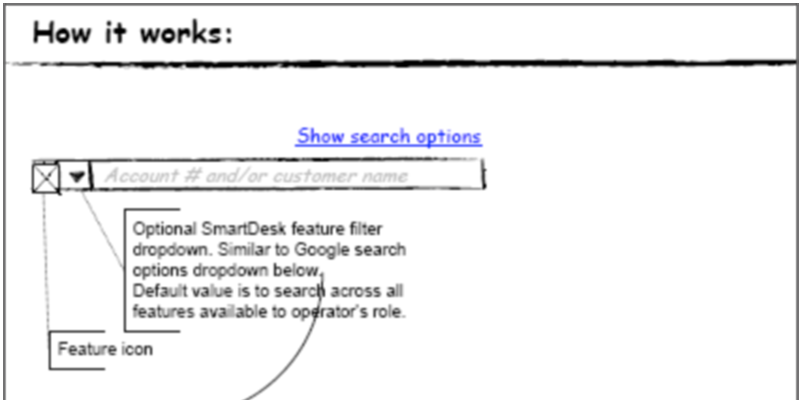 How it works:
Show search options
Account # and/or customer name
Optional SmartDesk feature filter
dropdown. Similar to Google search
options dropdown below.
Default value is to search across all
features available to operator's role.
Feature icon